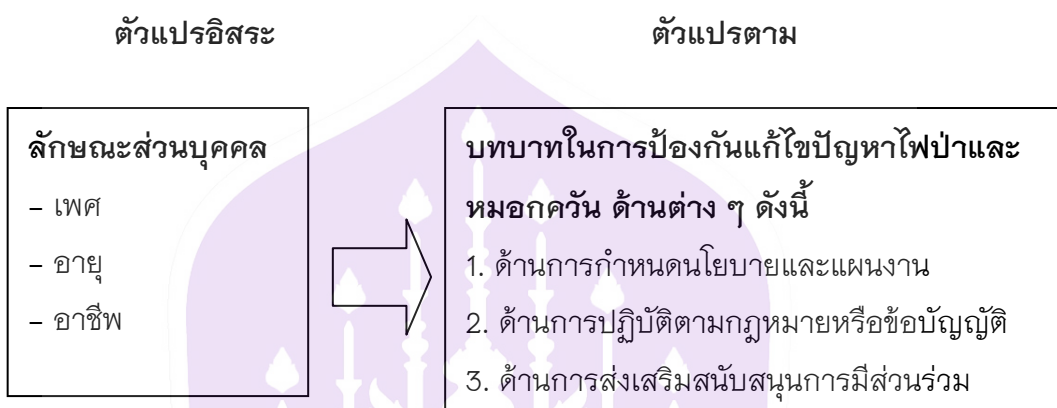 ตัวแปรอิสระ
ตัวแปรตาม
ลักษณะส่วนบุคคล
- เพศ
- อายุ
- อาชีพ
บทบาทในการป้องกันแก้ไขปัญหาไฟป่าและ
หมอกควัน ด้านต่าง ๆ ดังนี้
1. ด้านการกำหนดนโยบายและแผนงาน
2. ด้านการปฏิบัติตามกฎหมายหรือข้อบัญญัติ
3. ด้านการส่งเสริมสนับสนุนการมีส่วนร่วม